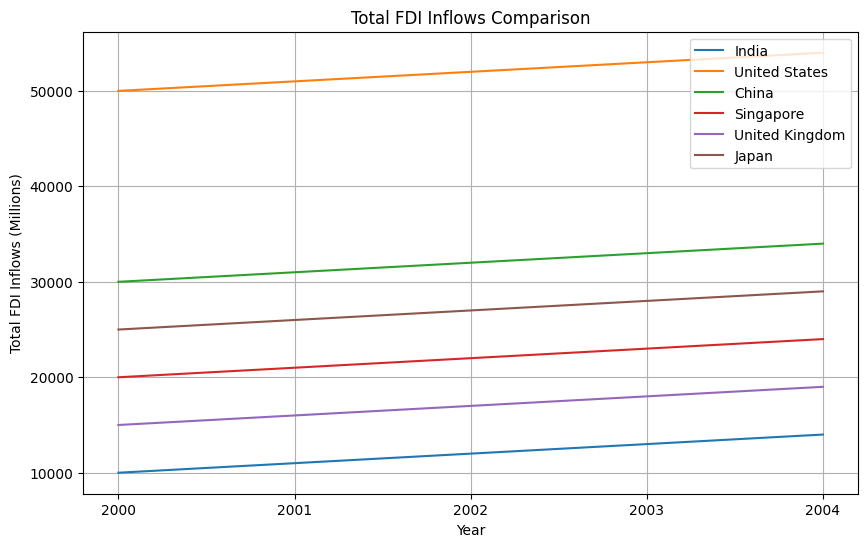 Total FDI Inflows Comparison
India
United States
China
Singapore
United Kingdom
Japan
Total FDI Inflows (Millions)
50000
40000
30000
20000
10000
2000 2001 2002 2003 2004
Year